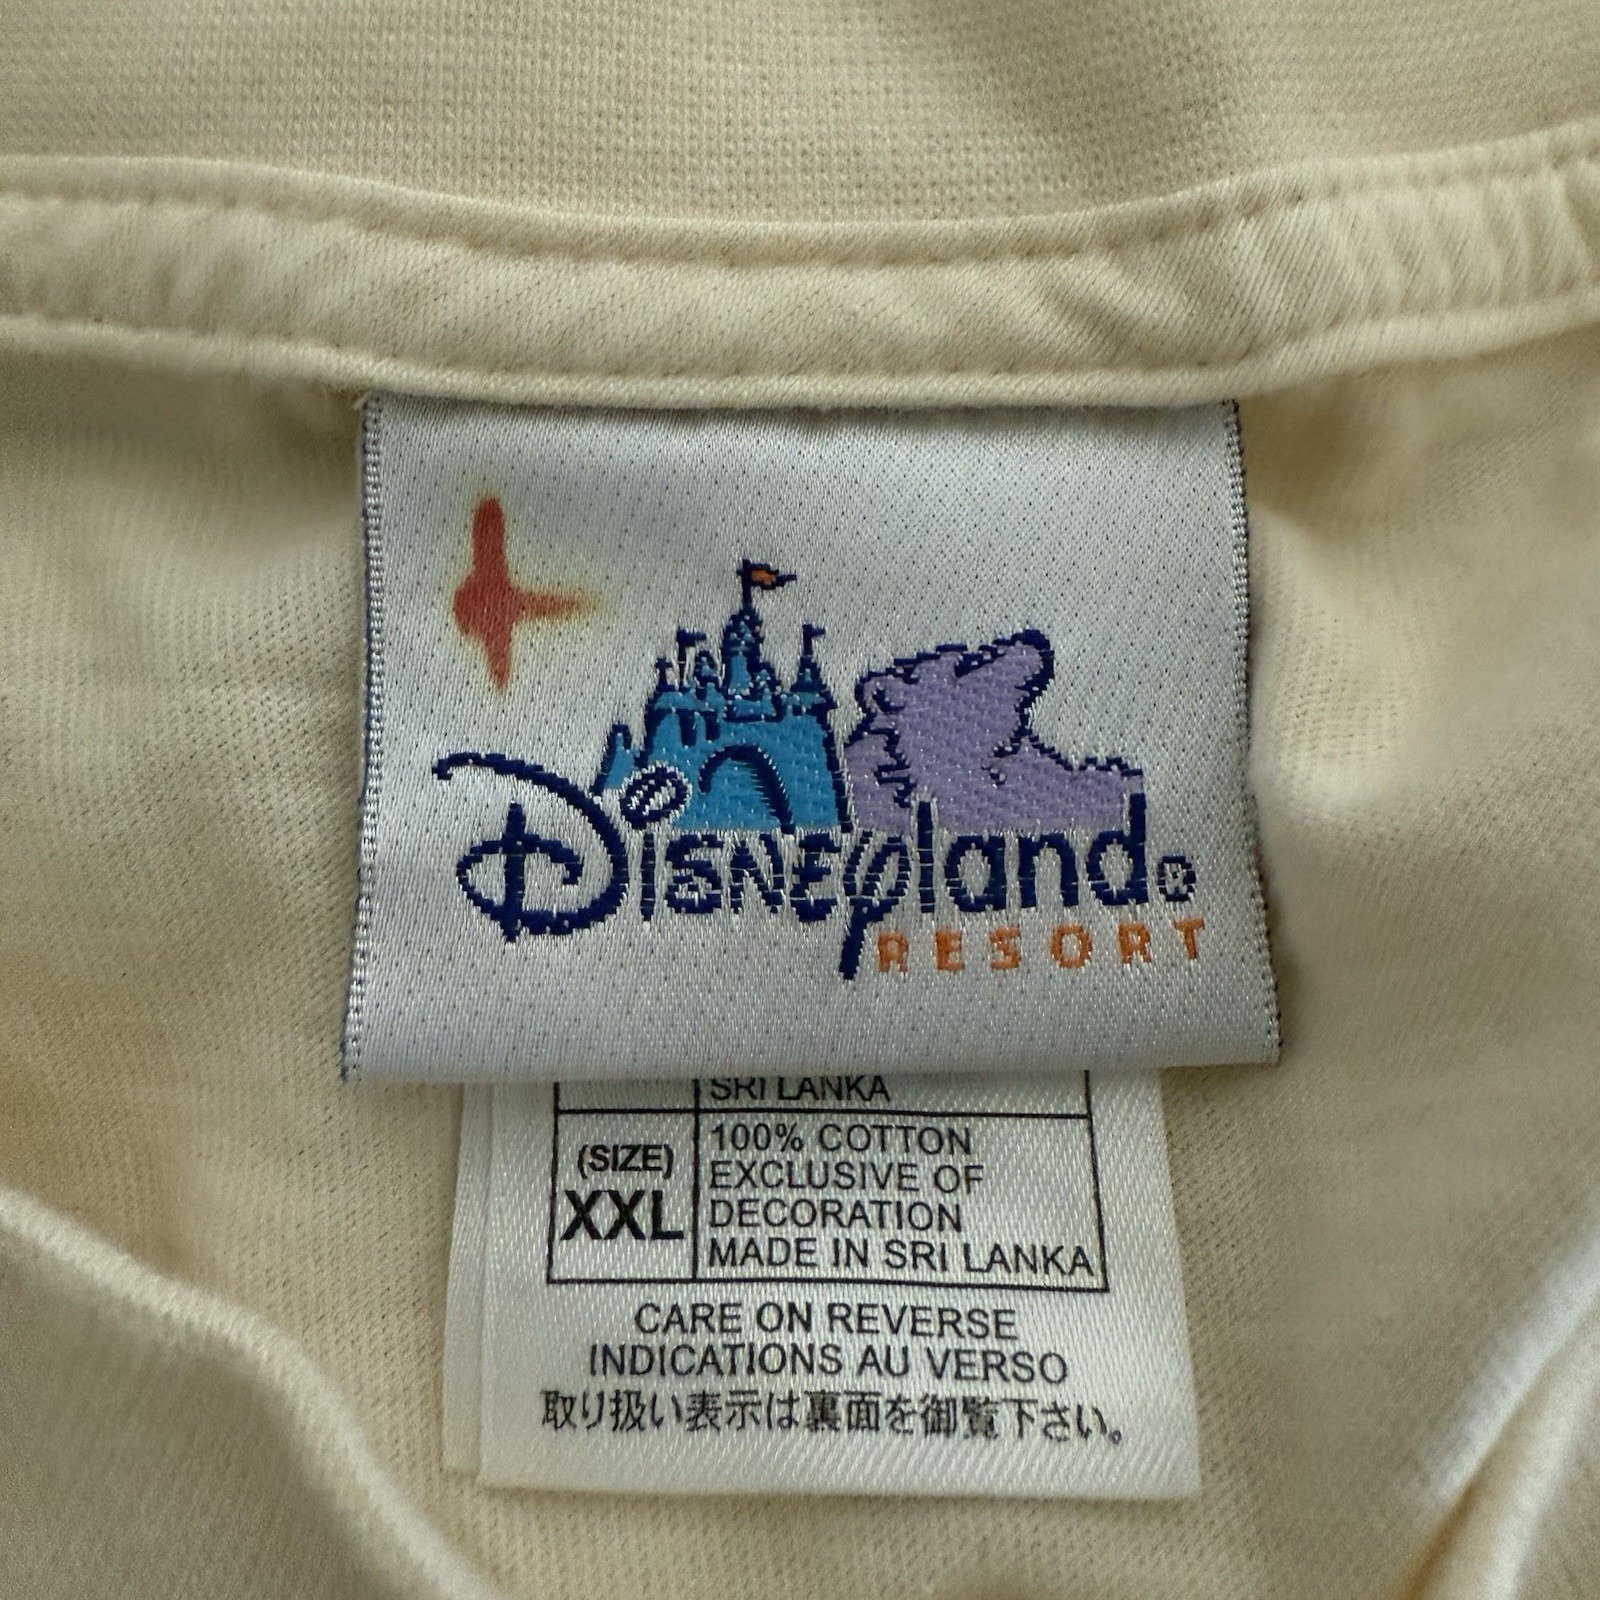 Disneyland®
RESORT
SRI LANKA
(SIZE)
XXL
100% COTTON
EXCLUSIVE OF
DECORATION
MADE IN SRI LANKA
CARE ON REVERSE
INDICATIONS AU VERSO
取り扱い表示は裏面を御覧下さい。